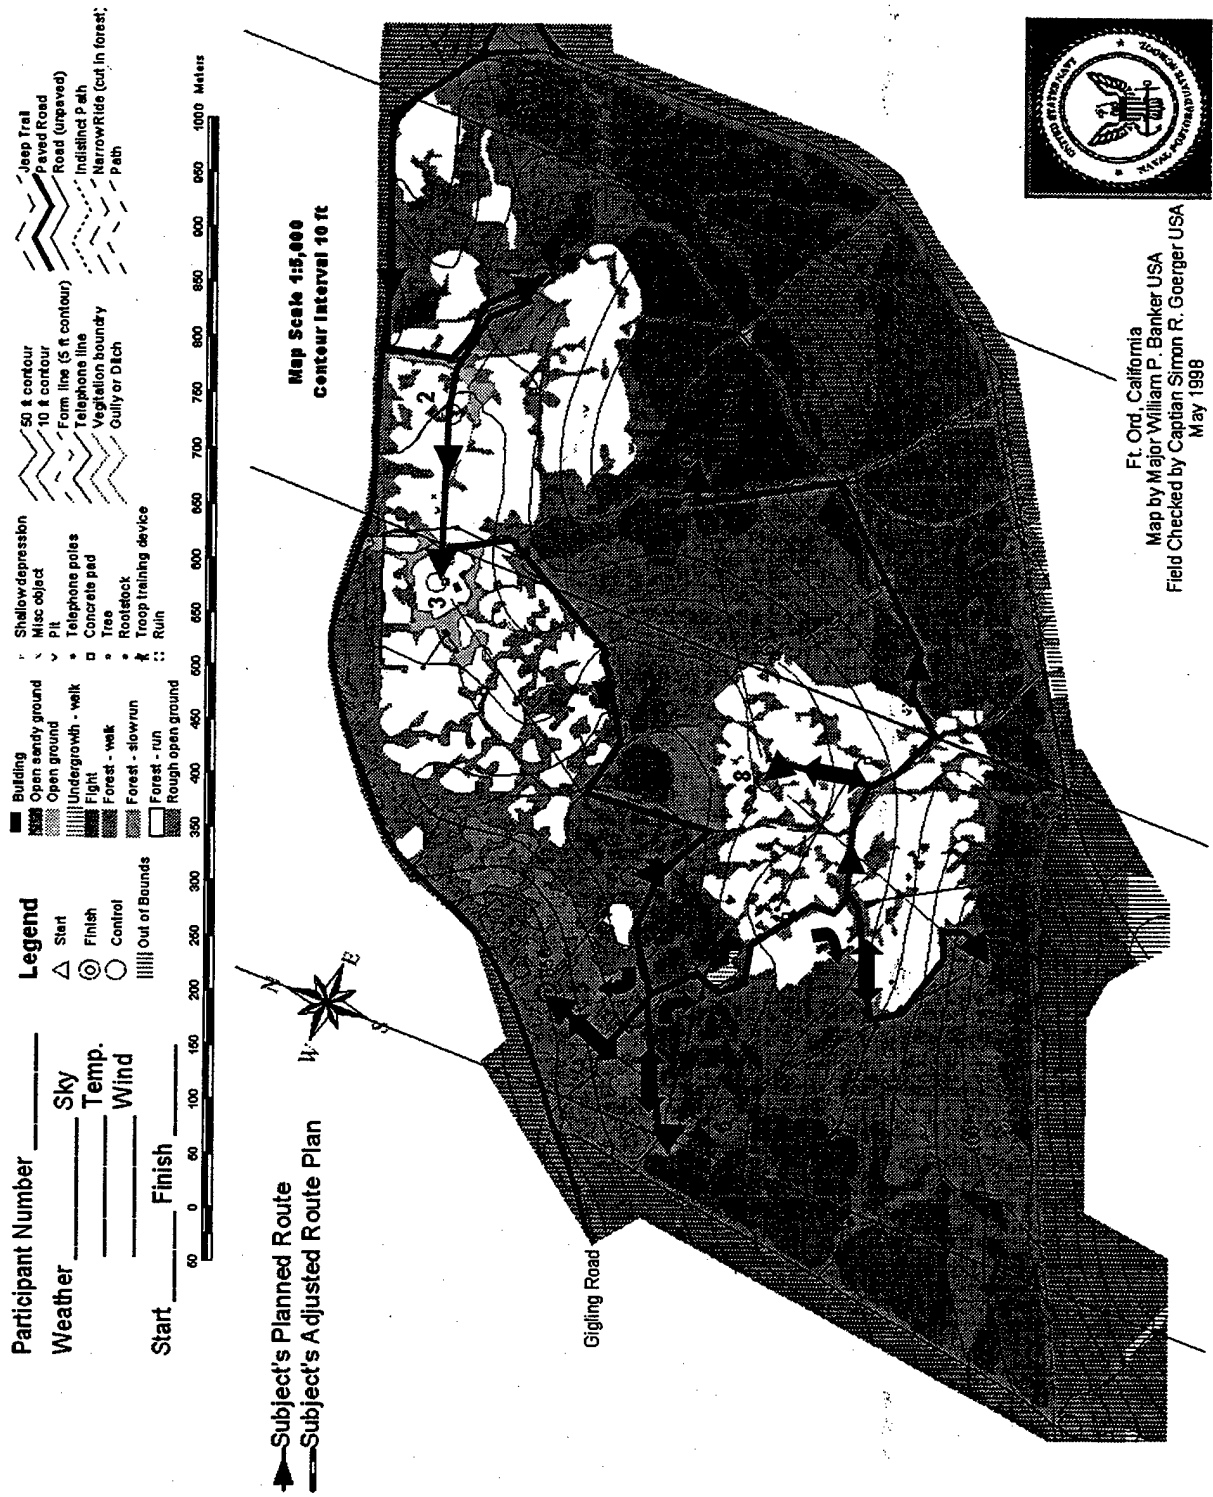 Participant Number
Weather
Sky
Temp.
Wind
Start
Finish
Legend
Start
Finish
Control
Out of Bounds
Building
Open sandy ground
Open ground
Undergrowth - walk
Fight
Forest - walk
Forest - slow run
Forest - run
Rough open ground
Shallow depression
Misc object
Pit
Telephone poles
Concrete pad
Tree
Rootstock
Troop training device
Ruin
50 ft contour
10 ft contour
Form line (5 ft contour)
Telephone line
Vegitation boundry
Gully or Ditch
Jeep Trail
Paved Road
Road (unpaved)
Indistinct Path
Narrow Ride (cut in forest)
Path
50 0 50 100 150 200 250 300 350 400 450 500 550 600 650 700 750 800 850 900 950 1000 Meters
N
E
S
W
Map Scale 1:5,000
Contour Interval 10 ft
Subject's Planned Route
Subject's Adjusted Route Plan
Gigling Road
2
3
8
Ft. Ord, California
Map by Major William P. Banker USA
Field Checked by Captian Simon R. Goerger USA
May 1998